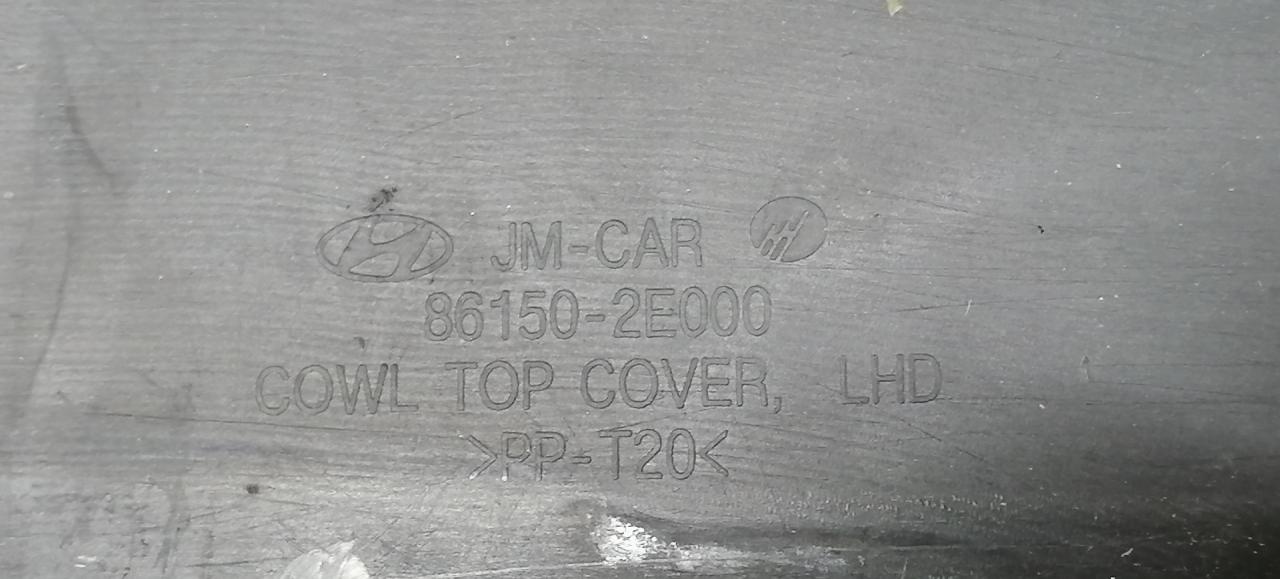 JM-CAR
86150-2E000
COWL TOP COVER, LHD
>PP-T20<